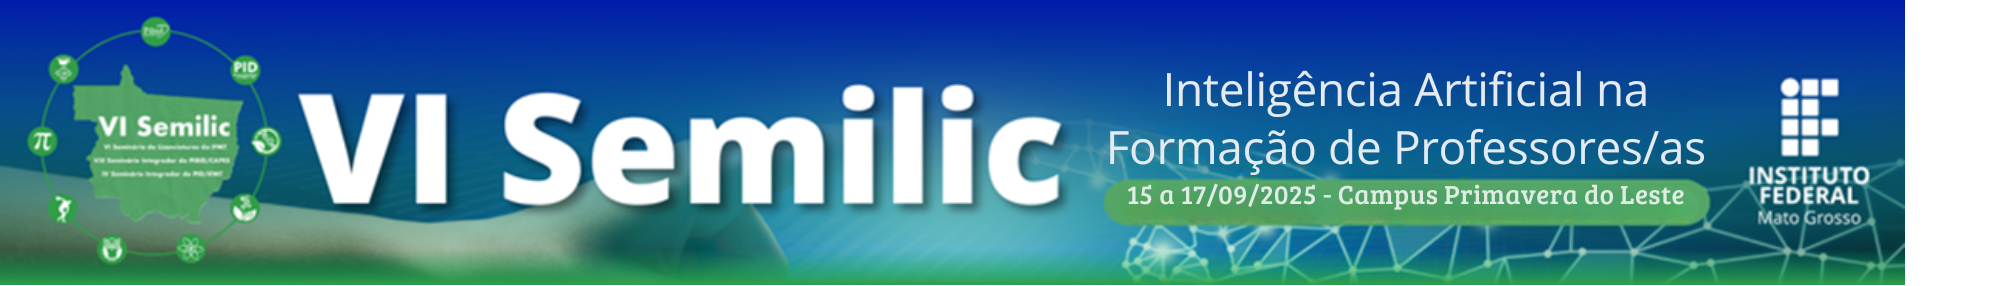 PID
VI Semilic
VI Seminário de Licenciaturas do IFMT
VIII Seminário Integrador do PIBID/CAPES
IV Seminário Integrador do PID/IFMT
π
VI Semilic
Inteligência Artificial na
Formação de Professores/as
15 a 17/09/2025 - Campus Primavera do Leste
INSTITUTO
FEDERAL
Mato Grosso